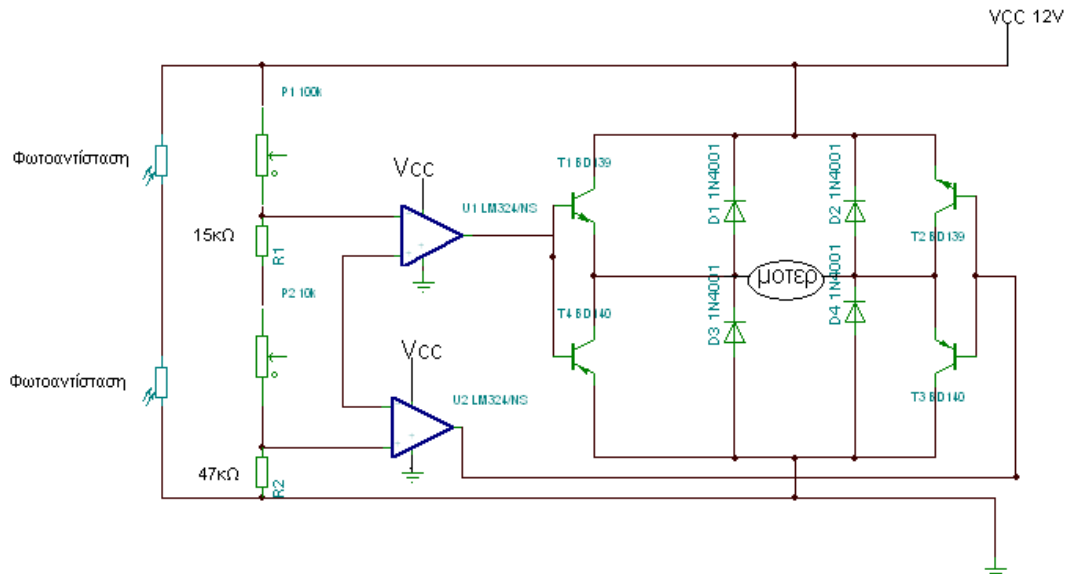 VCC 12V
P1 100k
Φωτοαντίσταση
T1 BD139
D1 1N4001
D2 1N4001
Vcc
U1 LM324/NS
15κΩ
R1
T2 BD139
P2 10k
μοτερ
D3 1N4001
D4 1N4001
T4 BD140
Vcc
Φωτοαντίσταση
U2 LM324/NS
T3 BD140
47κΩ
R2